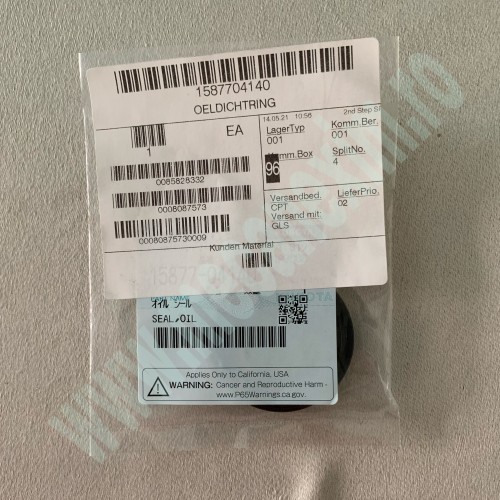 1587704140
OELDICHTRING
1
EA
0085828332
0008087573
00080875730009
14.05.21 10:56
2nd Step
LagerTyp
001
Komm.Ber.
001
Komm.Box
96
SplitNo.
4
Versandbed.
CPT
Versand mit:
GLS
LieferPrio.
02
Kunden Material
オイル シール
SEAL,OIL
Applies Only to California, USA
WARNING: Cancer and Reproductive Harm -
www.P65Warnings.ca.gov.